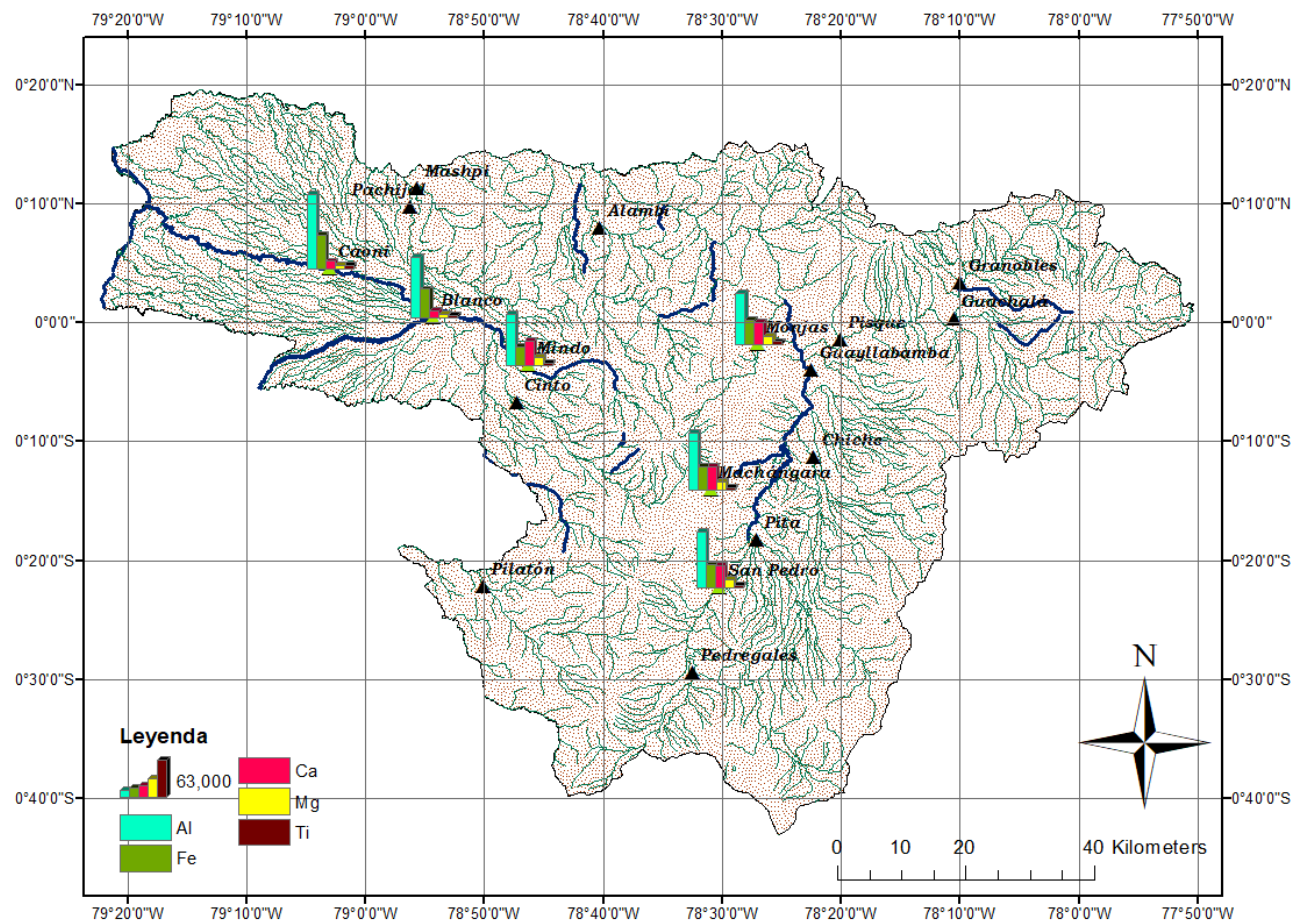 79°20'0"W 79°10'0"W 79°0'0"W 78°50'0"W 78°40'0"W 78°30'0"W 78°20'0"W 78°10'0"W 78°0'0"W 77°50'0"W
0°20'0"N 0°20'0"N
Mashpi
Pachijal
0°10'0"N 0°10'0"N
Alambi
Caoni
Granobles
Blanco
Guachala
0°0'0" 0°0'0"
Monjas
Pisque
Mindo
Guayllabamba
Cinto
0°10'0"S 0°10'0"S
Chiche
Machángara
Pita
0°20'0"S 0°20'0"S
Pilatón
San Pedro
Pedregales
0°30'0"S 0°30'0"S
N
Leyenda
63,000
Ca
Mg
Al
Ti
Fe
0°40'0"S 0°40'0"S
0 10 20 40 Kilometers
79°20'0"W 79°10'0"W 79°0'0"W 78°50'0"W 78°40'0"W 78°30'0"W 78°20'0"W 78°10'0"W 78°0'0"W 77°50'0"W